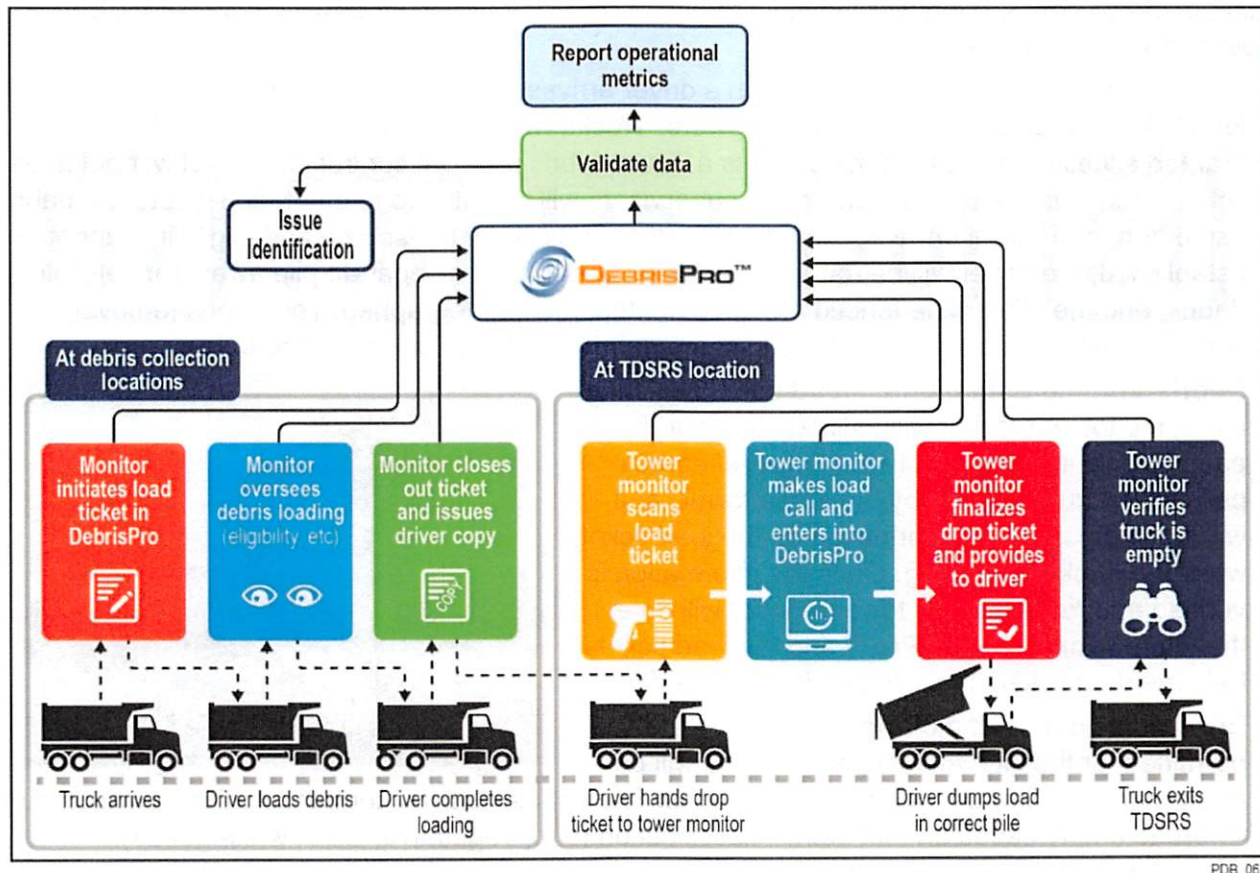 Report operational
metrics
Validate data
Issue
Identification
DEBRISPRO™
At debris collection
locations
At TDSRS location
Monitor
initiates load
ticket in
DebrisPro
Monitor
oversees
debris loading
(eligibility, etc)
Monitor closes
out ticket
and issues
driver copy
COPY
Tower
monitor
scans
load
ticket
Tower monitor
makes load
call and
enters into
DebrisPro
Tower
monitor
finalizes
drop ticket
and provides
to driver
Tower
monitor
verifies
truck is
empty
Truck arrives
Driver loads debris
Driver completes
loading
Driver hands drop
ticket to tower monitor
Driver dumps load
in correct pile
Truck exits
TDSRS